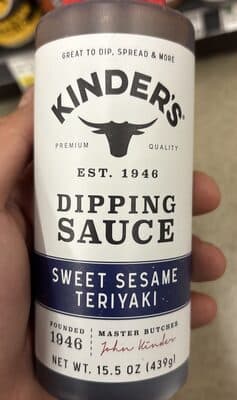 GREAT TO DIP, SPREAD & MORE
KINDER'S®
PREMIUM QUALITY
EST. 1946
DIPPING
SAUCE
SWEET SESAME
TERIYAKI
FOUNDED
1946
MASTER BUTCHER
John Kinder
NET WT. 15.5 OZ (439g)